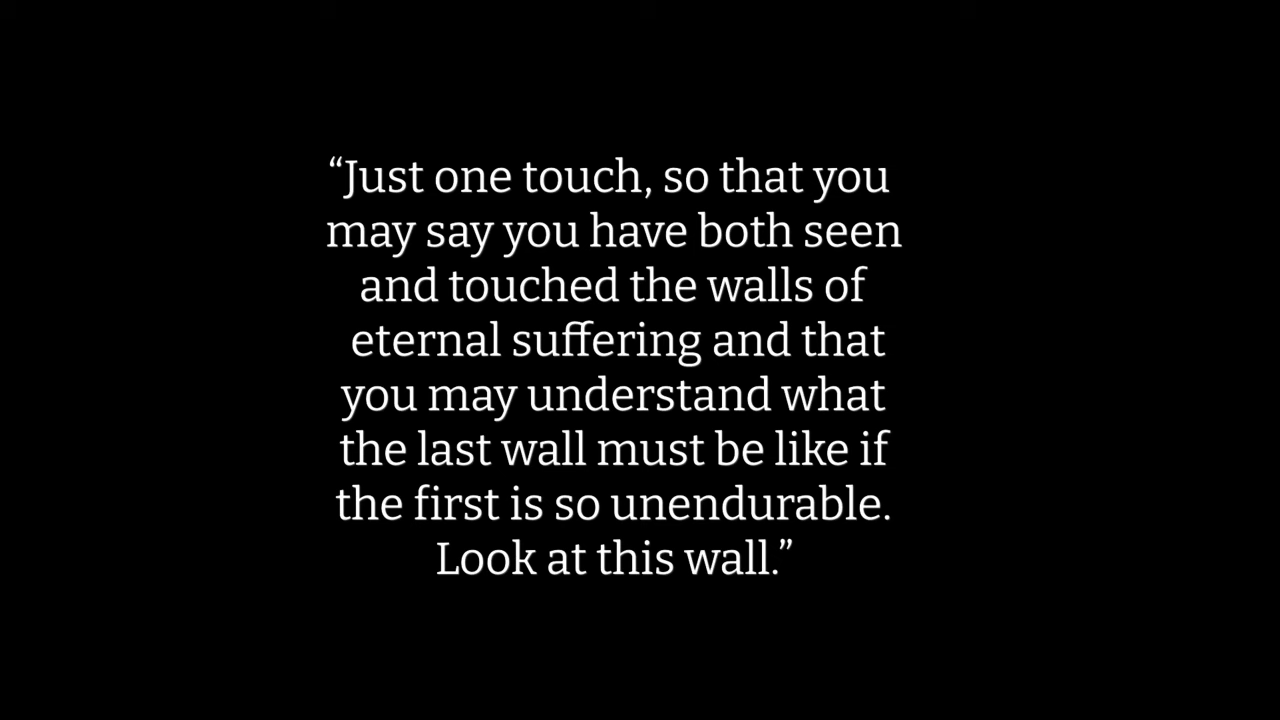 “Just one touch, so that you
may say you have both seen
and touched the walls of
eternal suffering and that
you may understand what
the last wall must be like if
the first is so unendurable.
Look at this wall.”